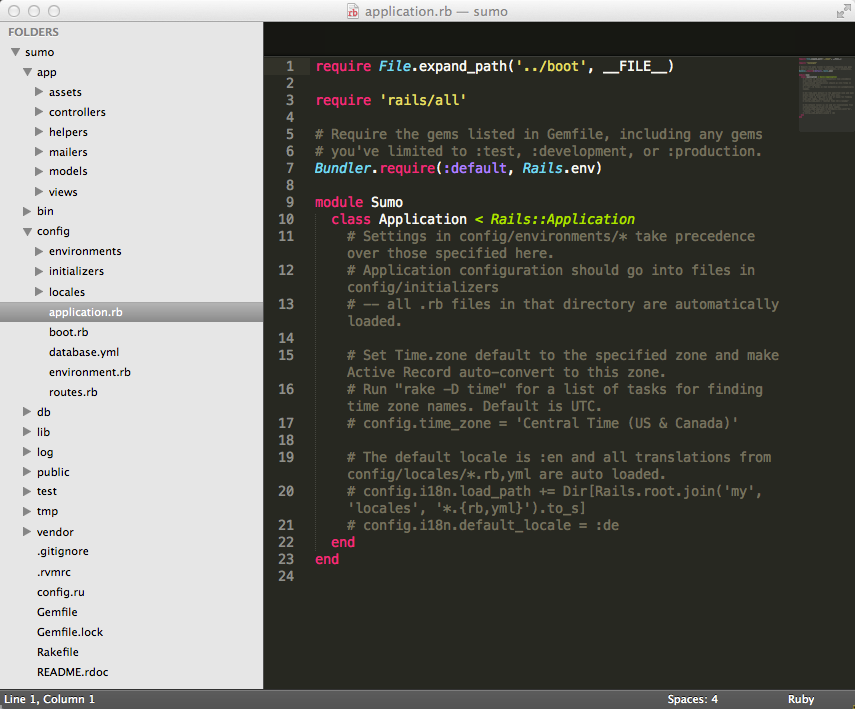 application.rb — sumo
FOLDERS
sumo
app
assets
controllers
helpers
mailers
models
views
bin
config
environments
initializers
locales
application.rb
boot.rb
database.yml
environment.rb
routes.rb
db
lib
log
public
test
tmp
vendor
.gitignore
.rvmrc
config.ru
Gemfile
Gemfile.lock
Rakefile
README.rdoc
1 require File.expand_path('../boot', __FILE__)
2
3 require 'rails/all'
4
5 # Require the gems listed in Gemfile, including any gems
6 # you've limited to :test, :development, or :production.
7 Bundler.require(:default, Rails.env)
8
9 module Sumo
10   class Application < Rails::Application
11     # Settings in config/environments/* take precedence
over those specified here.
12     # Application configuration should go into files in
config/initializers
13     # -- all .rb files in that directory are automatically
loaded.
14
15     # Set Time.zone default to the specified zone and make
Active Record auto-convert to this zone.
16     # Run "rake -D time" for a list of tasks for finding
time zone names. Default is UTC.
17     # config.time_zone = 'Central Time (US & Canada)'
18
19     # The default locale is :en and all translations from
config/locales/*.rb,yml are auto loaded.
20     # config.i18n.load_path += Dir[Rails.root.join('my',
'locales', '*.{rb,yml}').to_s]
21     # config.i18n.default_locale = :de
22   end
23 end
24
Line 1, Column 1
Spaces: 4
Ruby